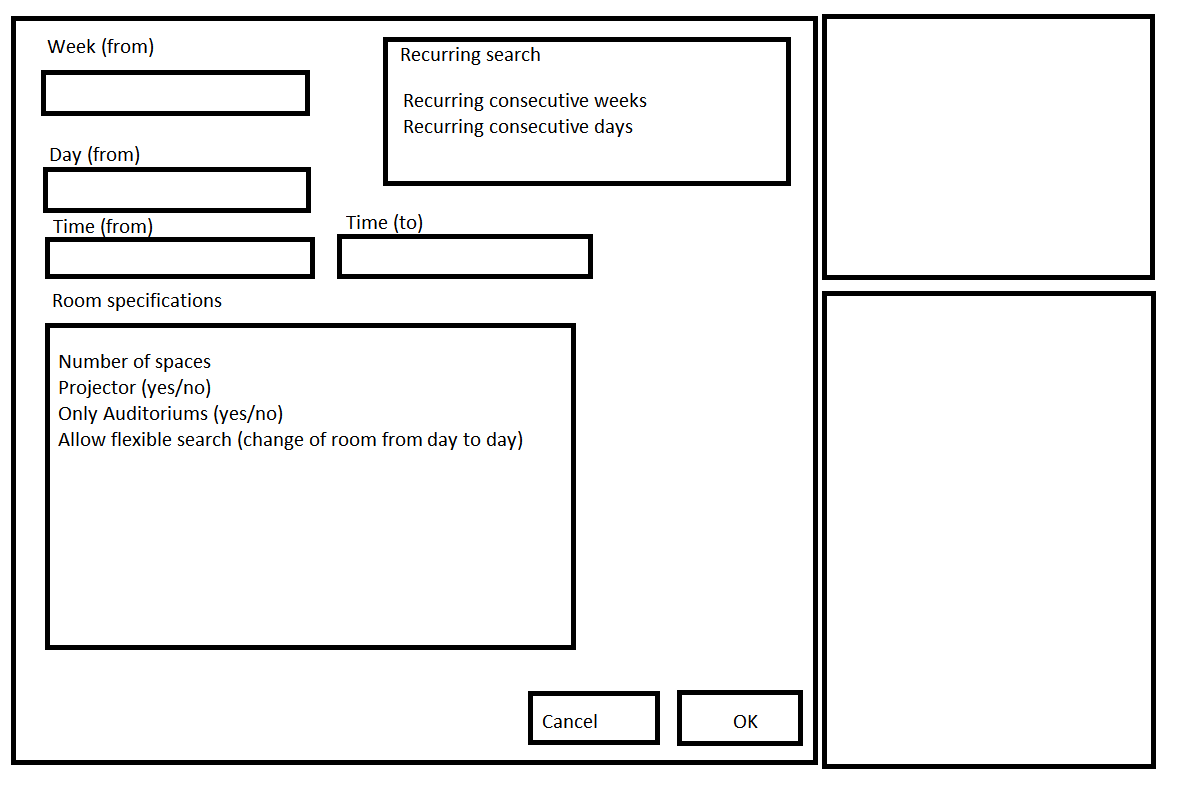 Week (from)
Recurring search
Recurring consecutive weeks
Recurring consecutive days
Day (from)
Time (from)
Time (to)
Room specifications
Number of spaces
Projector (yes/no)
Only Auditoriums (yes/no)
Allow flexible search (change of room from day to day)
Cancel
OK